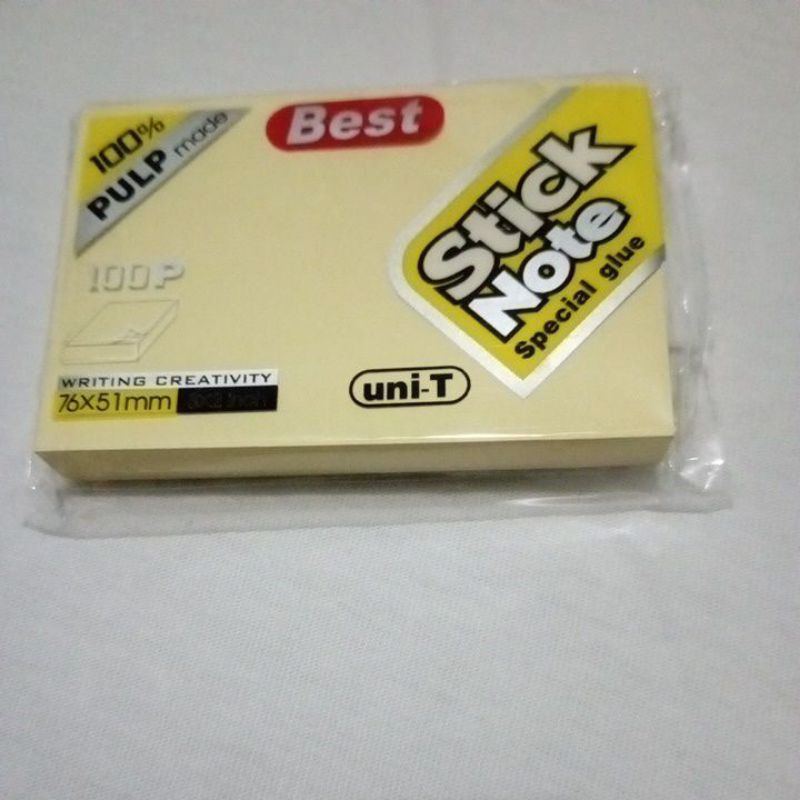 100%
PULP made
Best
Stick
Note
Special glue
100P
WRITING CREATIVITY
76X51mm
uni-T